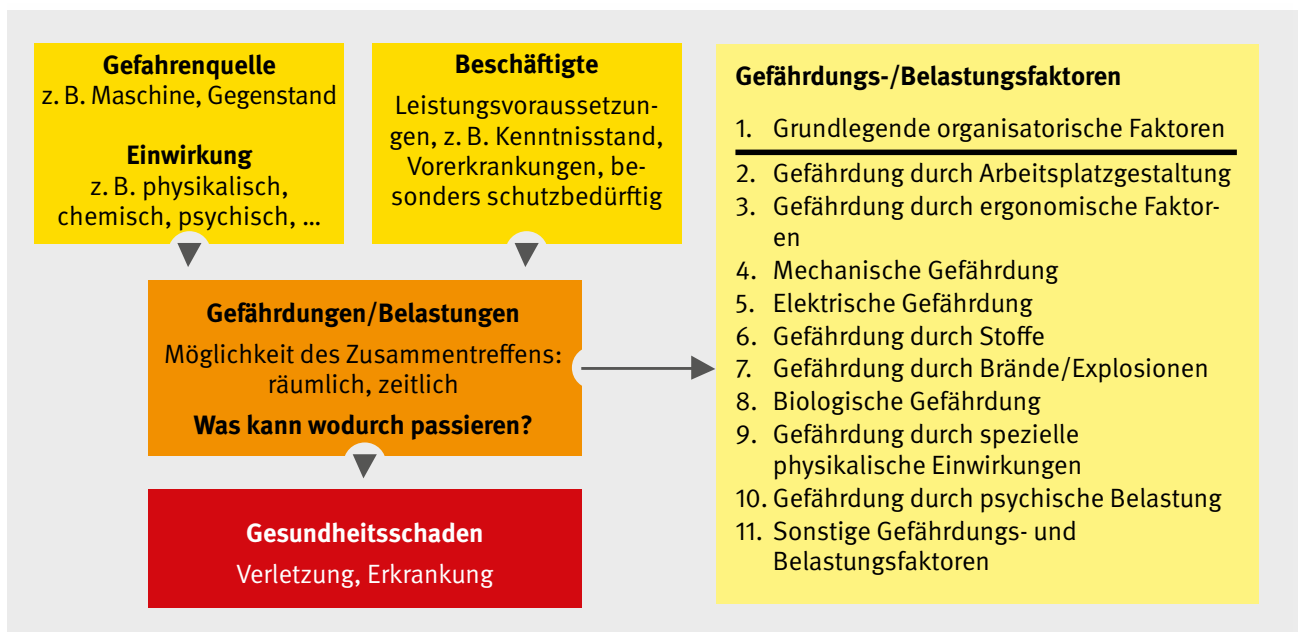 Gefahrenquelle
z. B. Maschine, Gegenstand
Einwirkung
z. B. physikalisch,
chemisch, psychisch, ...
Beschäftigte
Leistungsvoraussetzun-
gen, z. B. Kenntnisstand,
Vorerkrankungen, be-
sonders schutzbedürftig
Gefährdungen/Belastungen
Möglichkeit des Zusammentreffens:
räumlich, zeitlich
Was kann wodurch passieren?
Gesundheitsschaden
Verletzung, Erkrankung
Gefährdungs-/Belastungsfaktoren
1. Grundlegende organisatorische Faktoren
2. Gefährdung durch Arbeitsplatzgestaltung
3. Gefährdung durch ergonomische Faktor-
en
4. Mechanische Gefährdung
5. Elektrische Gefährdung
6. Gefährdung durch Stoffe
7. Gefährdung durch Brände/Explosionen
8. Biologische Gefährdung
9. Gefährdung durch spezielle
physikalische Einwirkungen
10. Gefährdung durch psychische Belastung
11. Sonstige Gefährdungs- und
Belastungsfaktoren